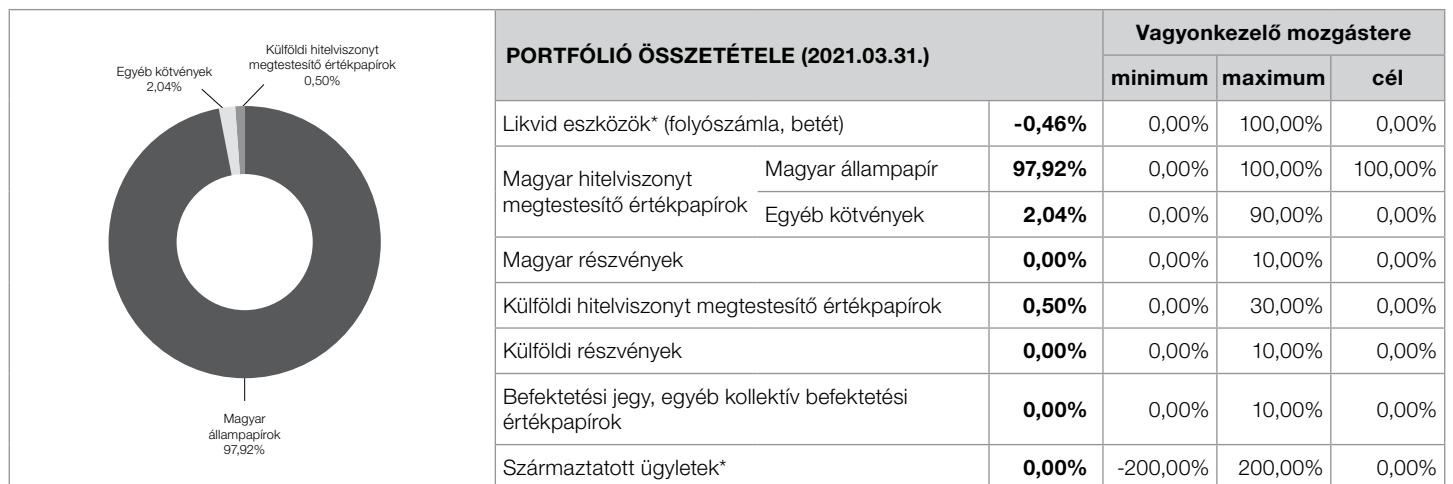 Egyéb kötvények
2,04%
Külföldi hitelviszonyt
megtestesítő értékpapírok
0,50%
Magyar
állampapírok
97,92%
PORTFÓLIÓ ÖSSZETÉTELE (2021.03.31.)
Vagyonkezelő mozgástere
minimum maximum cél
Likvid eszközök* (folyószámla, betét) -0,46% 0,00% 100,00% 0,00%
Magyar hitelviszonyt
megtestesítő értékpapírok
Magyar állampapír 97,92% 0,00% 100,00% 100,00%
Egyéb kötvények 2,04% 0,00% 90,00% 0,00%
Magyar részvények 0,00% 0,00% 10,00% 0,00%
Külföldi hitelviszonyt megtestesítő értékpapírok 0,50% 0,00% 30,00% 0,00%
Külföldi részvények 0,00% 0,00% 10,00% 0,00%
Befektetési jegy, egyéb kollektív befektetési
értékpapírok 0,00% 0,00% 10,00% 0,00%
Származtatott ügyletek* 0,00% -200,00% 200,00% 0,00%